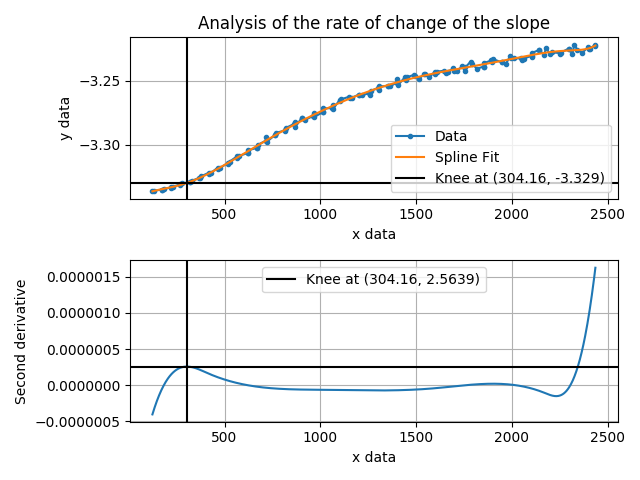 Analysis of the rate of change of the slope
y data
−3.25
−3.30
Data
Spline Fit
Knee at (304.16, -3.329)
500
1000
1500
2000
2500
x data
Second derivative
0.0000015
0.0000010
0.0000005
0.0000000
−0.0000005
Knee at (304.16, 2.5639)
500
1000
1500
2000
2500
x data